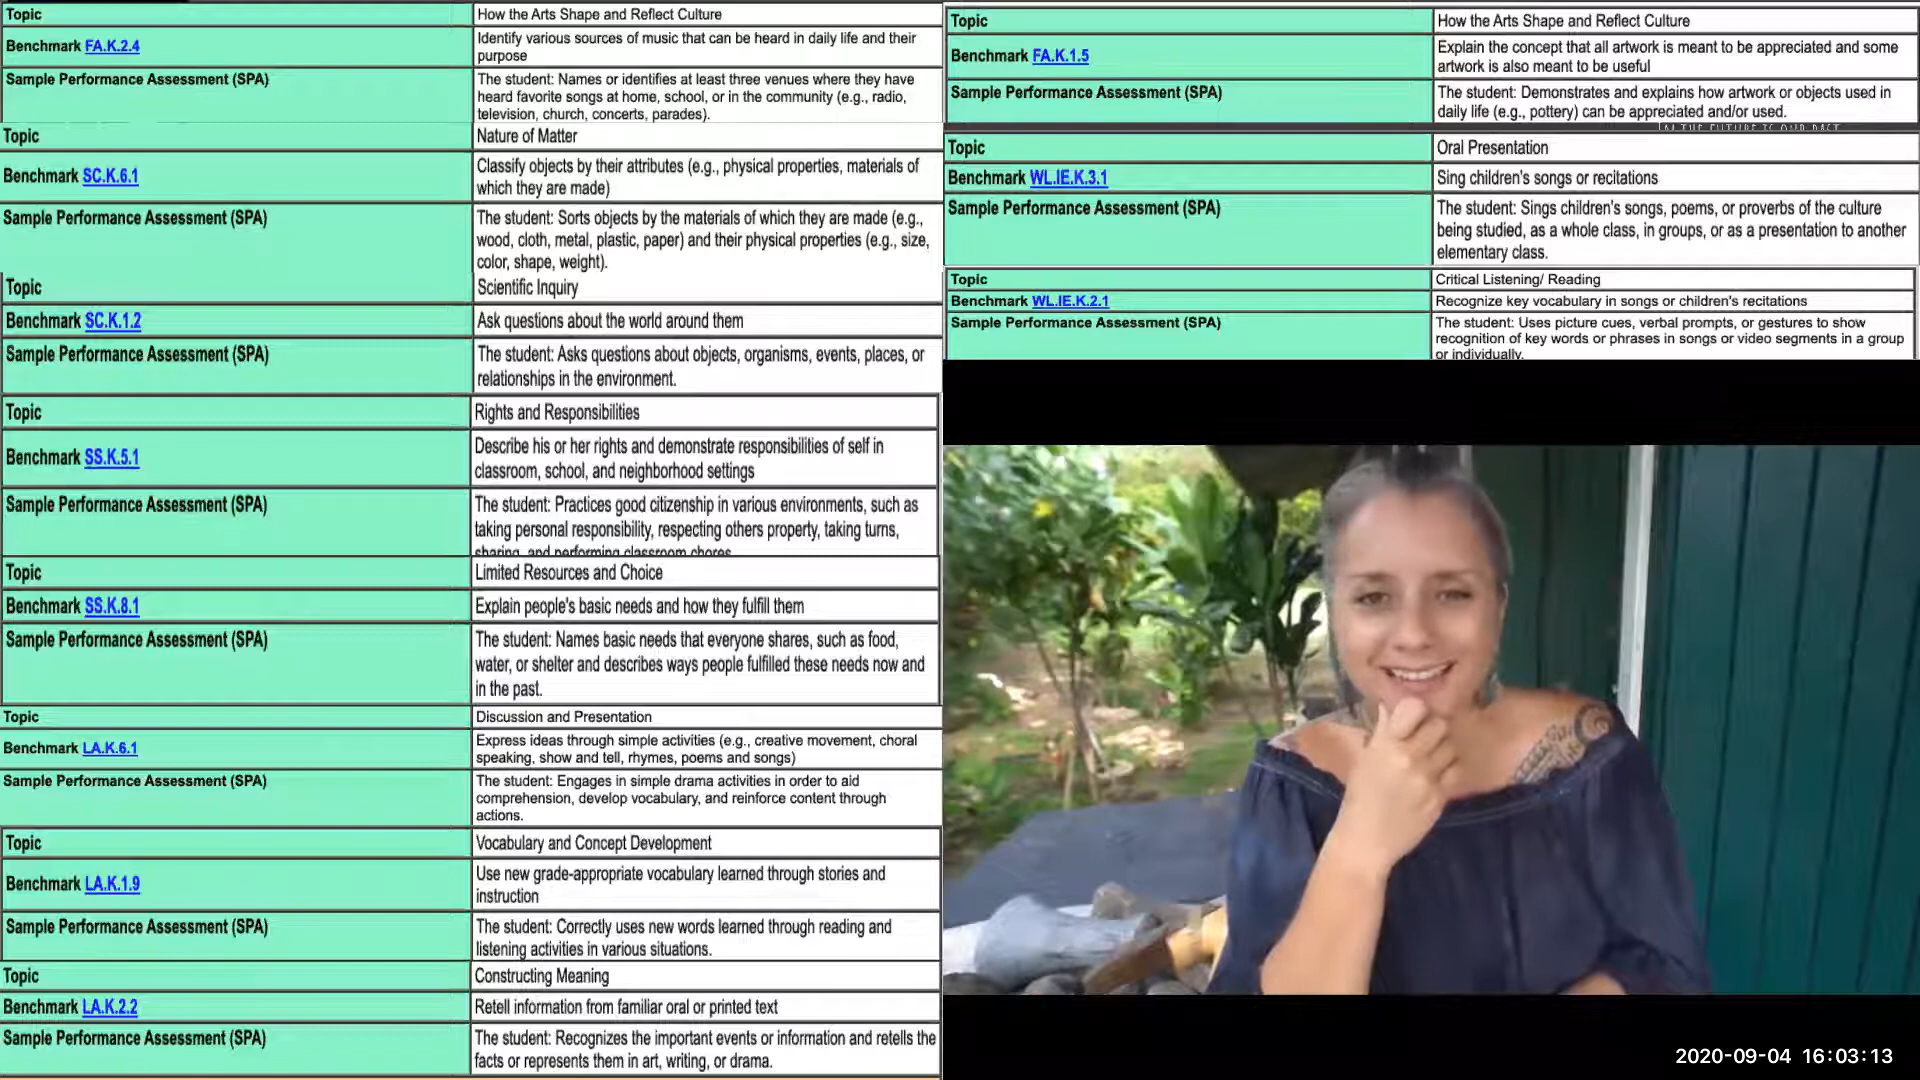 Topic
How the Arts Shape and Reflect Culture
Benchmark FA.K.2.4
Identify various sources of music that can be heard in daily life and their
purpose
Sample Performance Assessment (SPA)
The student: Names or identifies at least three venues where they have
heard favorite songs at home, school, or in the community (e.g., radio,
television, church, concerts, parades).
Topic
Nature of Matter
Benchmark SC.K.6.1
Classify objects by their attributes (e.g., physical properties, materials of
which they are made)
Sample Performance Assessment (SPA)
The student: Sorts objects by the materials of which they are made (e.g.,
wood, cloth, metal, plastic, paper) and their physical properties (e.g., size,
color, shape, weight).
Topic
Scientific Inquiry
Benchmark SC.K.1.2
Ask questions about the world around them
Sample Performance Assessment (SPA)
The student: Asks questions about objects, organisms, events, places, or
relationships in the environment.
Topic
Rights and Responsibilities
Benchmark SS.K.5.1
Describe his or her rights and demonstrate responsibilities of self in
classroom, school, and neighborhood settings
Sample Performance Assessment (SPA)
The student: Practices good citizenship in various environments, such as
taking personal responsibility, respecting others property, taking turns,
sharing, and performing classroom chores.
Topic
Limited Resources and Choice
Benchmark SS.K.8.1
Explain people's basic needs and how they fulfill them
Sample Performance Assessment (SPA)
The student: Names basic needs that everyone shares, such as food,
water, or shelter and describes ways people fulfilled these needs now and
in the past.
Topic
Discussion and Presentation
Benchmark LA.K.6.1
Express ideas through simple activities (e.g., creative movement, choral
speaking, show and tell, rhymes, poems and songs)
Sample Performance Assessment (SPA)
The student: Engages in simple drama activities in order to aid
comprehension, develop vocabulary, and reinforce content through
actions.
Topic
Vocabulary and Concept Development
Benchmark LA.K.1.9
Use new grade-appropriate vocabulary learned through stories and
instruction
Sample Performance Assessment (SPA)
The student: Correctly uses new words learned through reading and
listening activities in various situations.
Topic
Constructing Meaning
Benchmark LA.K.2.2
Retell information from familiar oral or printed text
Sample Performance Assessment (SPA)
The student: Recognizes the important events or information and retells the
facts or represents them in art, writing, or drama.
Topic
How the Arts Shape and Reflect Culture
Benchmark FA.K.1.5
Explain the concept that all artwork is meant to be appreciated and some
artwork is also meant to be useful
Sample Performance Assessment (SPA)
The student: Demonstrates and explains how artwork or objects used in
daily life (e.g., pottery) can be appreciated and/or used.
Topic
Oral Presentation
Benchmark WL.IE.K.3.1
Sing children's songs or recitations
Sample Performance Assessment (SPA)
The student: Sings children's songs, poems, or proverbs of the culture
being studied, as a whole class, in groups, or as a presentation to another
elementary class.
Topic
Critical Listening/ Reading
Benchmark WL.IE.K.2.1
Recognize key vocabulary in songs or children's recitations
Sample Performance Assessment (SPA)
The student: Uses picture cues, verbal prompts, or gestures to show
recognition of key words or phrases in songs or video segments in a group
or individually.
2020-09-04 16:03:13